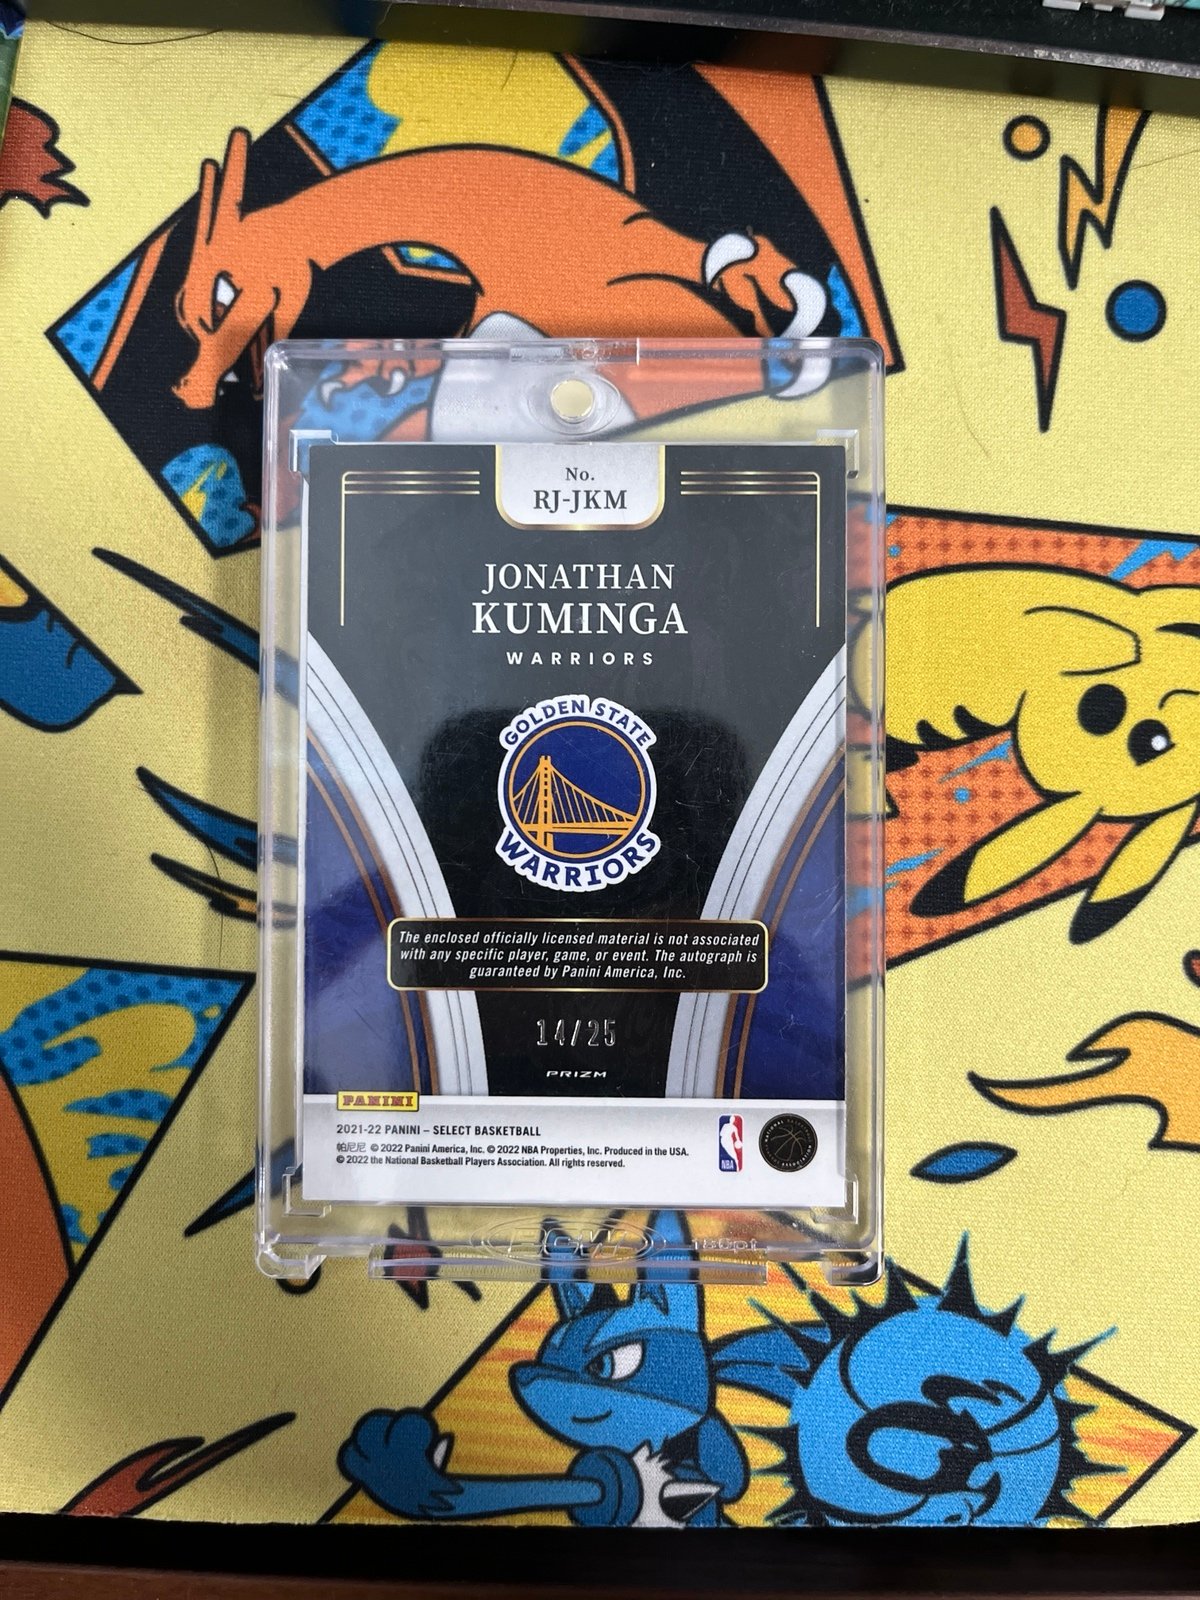 No.
RJ-JKM
JONATHAN
KUMINGA
WARRIORS
GOLDEN STATE
WARRIORS
The enclosed officially licensed material is not associated
with any specific player, game, or event. The autograph is
guaranteed by Panini America, Inc.
14/25
PRIZM
PANINI
2021-22 PANINI – SELECT BASKETBALL
帕尼尼 © 2022 Panini America, Inc. © 2022 NBA Properties, Inc. Produced in the USA.
© 2022 the National Basketball Players Association. All rights reserved.
NBA
180pt